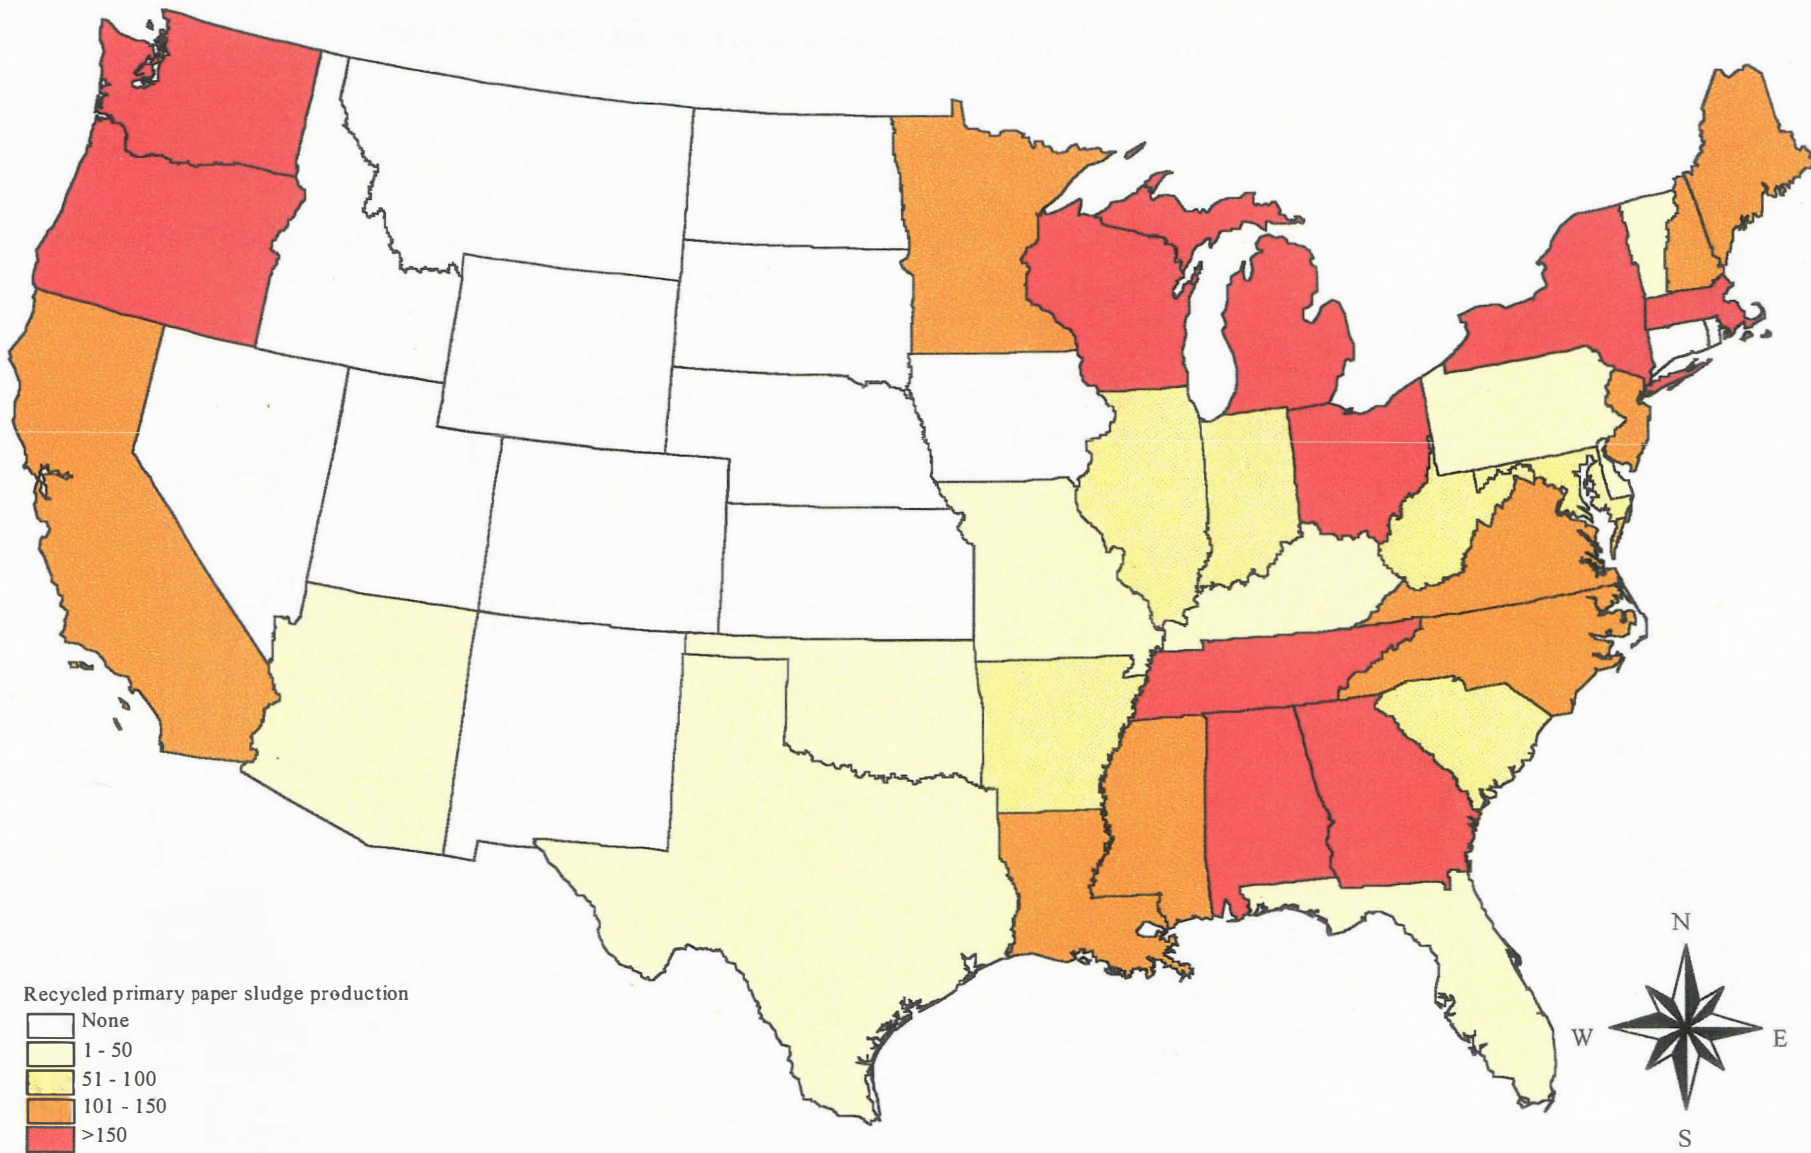 Recycled primary paper sludge production
None
1 - 50
51 - 100
101 - 150
>150
N
W
E
S